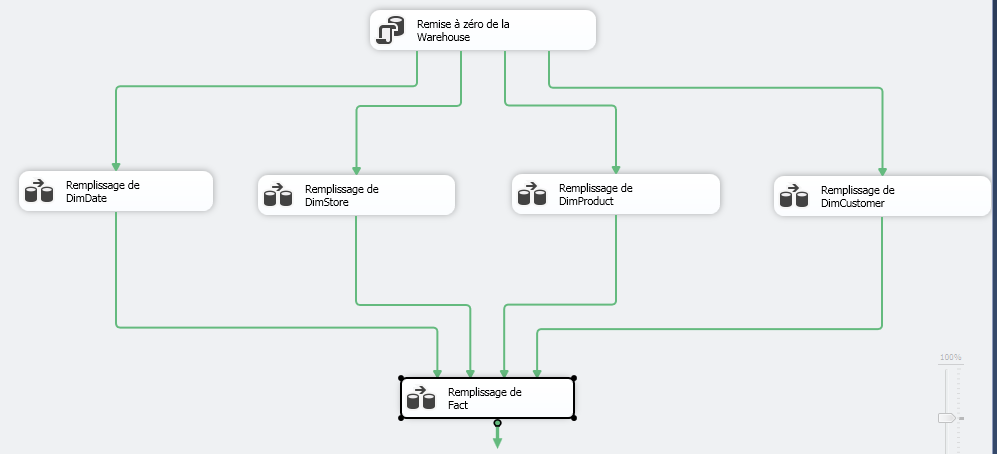 Remise à zéro de la
Warehouse
Remplissage de
DimDate
Remplissage de
DimStore
Remplissage de
DimProduct
Remplissage de
DimCustomer
100%
Remplissage de
Fact